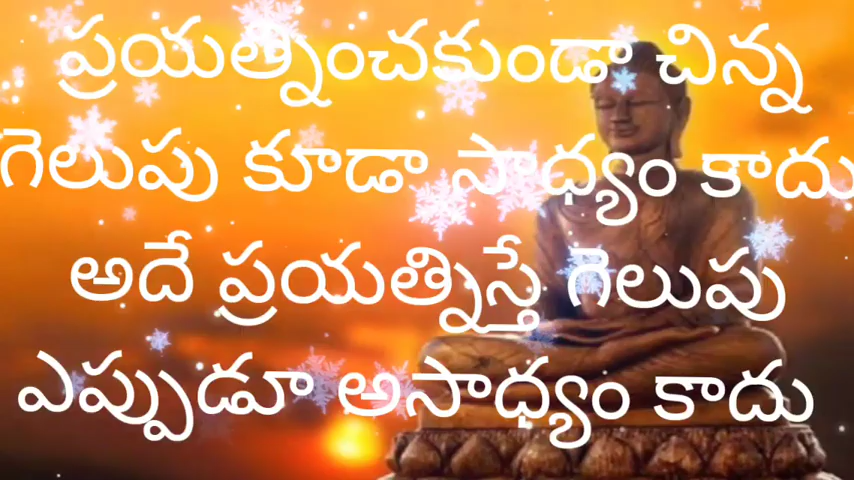 ప్రయత్నించకుండా చిన్న
గెలుపు కూడా సాధ్యం కాదు
అదే ప్రయత్నిస్తే గెలుపు
ఎప్పుడూ అసాధ్యం కాదు